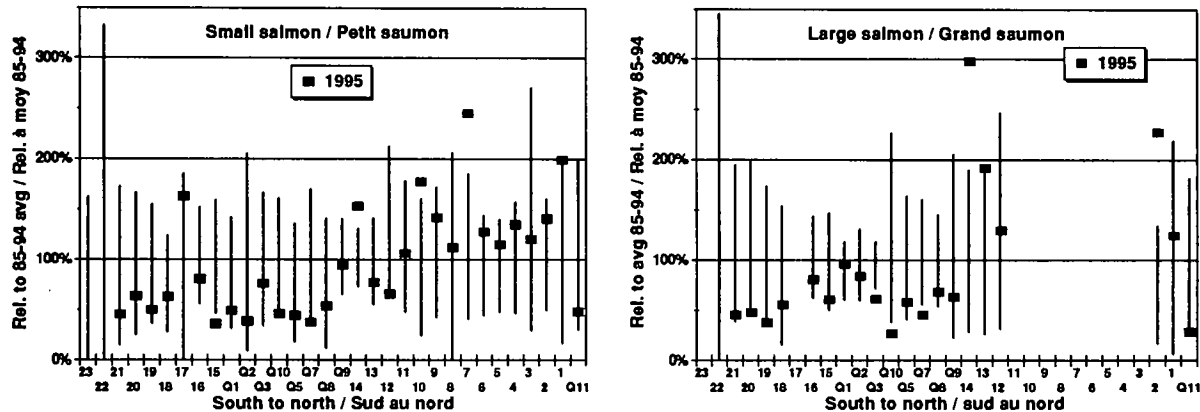 Small salmon / Petit saumon
1995
Rel. to 85-94 avg / Rel. à moy 85-94
300%
200%
100%
0%
23 21 19 17 15 Q2 Q10 Q7 Q9 13 11 9 7 5 3 1
22 20 18 16 Q1 Q3 Q5 Q8 14 12 10 8 6 4 2 Q11
South to north / Sud au nord
Large salmon / Grand saumon
1995
Rel. to avg 85-94 / Rel. à moy 85-94
300%
200%
100%
0%
23 21 19 17 15 Q2 Q10 Q7 Q9 13 11 9 7 5 3 1
22 20 18 16 Q1 Q3 Q5 Q8 14 12 10 8 6 4 2 Q11
South to north / sud au nord